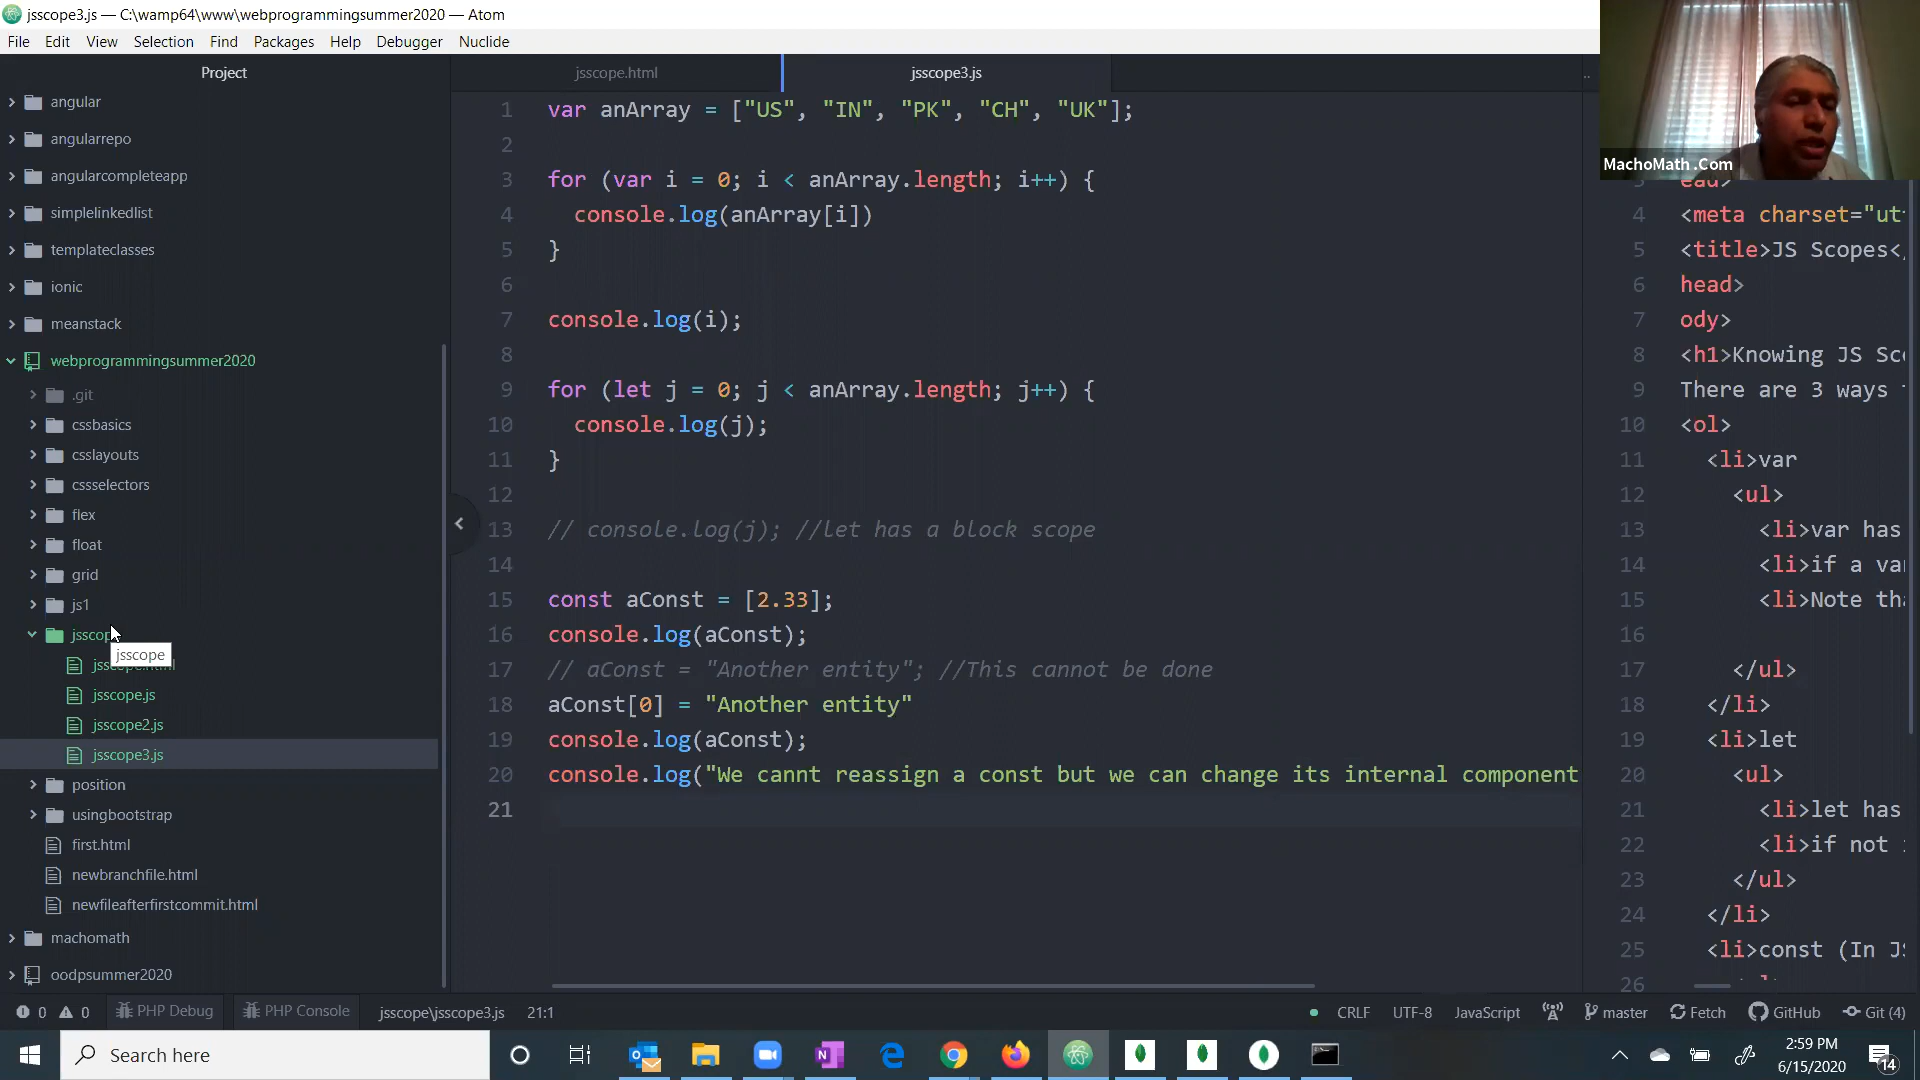 jsscope3.js — C:\wamp64\www\webprogrammingsummer2020 — Atom
File Edit View Selection Find Packages Help Debugger Nuclide
Project
angular
angularrepo
angularcompleteapp
simplelinkedlist
templateclasses
ionic
meanstack
webprogrammingsummer2020
.git
cssbasics
csslayouts
cssselectors
flex
float
grid
js1
jsscop
jsscope
jsscope.html
jsscope.js
jsscope2.js
jsscope3.js
position
usingbootstrap
first.html
newbranchfile.html
newfileafterfirstcommit.html
machomath
oodpsummer2020
jsscope.html
jsscope3.js
1 var anArray = ["US", "IN", "PK", "CH", "UK"];
2
3 for (var i = 0; i < anArray.length; i++) {
4 console.log(anArray[i])
5 }
6
7 console.log(i);
8
9 for (let j = 0; j < anArray.length; j++) {
10 console.log(j);
11 }
12
13 // console.log(j); //let has a block scope
14
15 const aConst = [2.33];
16 console.log(aConst);
17 // aConst = "Another entity"; //This cannot be done
18 aConst[0] = "Another entity"
19 console.log(aConst);
20 console.log("We cannt reassign a const but we can change its internal component
21
MachoMath.Com
3 ead>
4 <meta charset="ut
5 <title>JS Scopes<
6 head>
7 ody>
8 <h1>Knowing JS Sc
9 There are 3 ways
10 <ol>
11 <li>var
12 <ul>
13 <li>var has
14 <li>if a va
15 <li>Note th
16
17 </ul>
18 </li>
19 <li>let
20 <ul>
21 <li>let has
22 <li>if not
23 </ul>
24 </li>
25 <li>const (In J
26
0 0 PHP Debug PHP Console jsscope\jsscope3.js 21:1
CRLF UTF-8 JavaScript master Fetch GitHub Git (4)
Search here
2:59 PM
6/15/2020
14